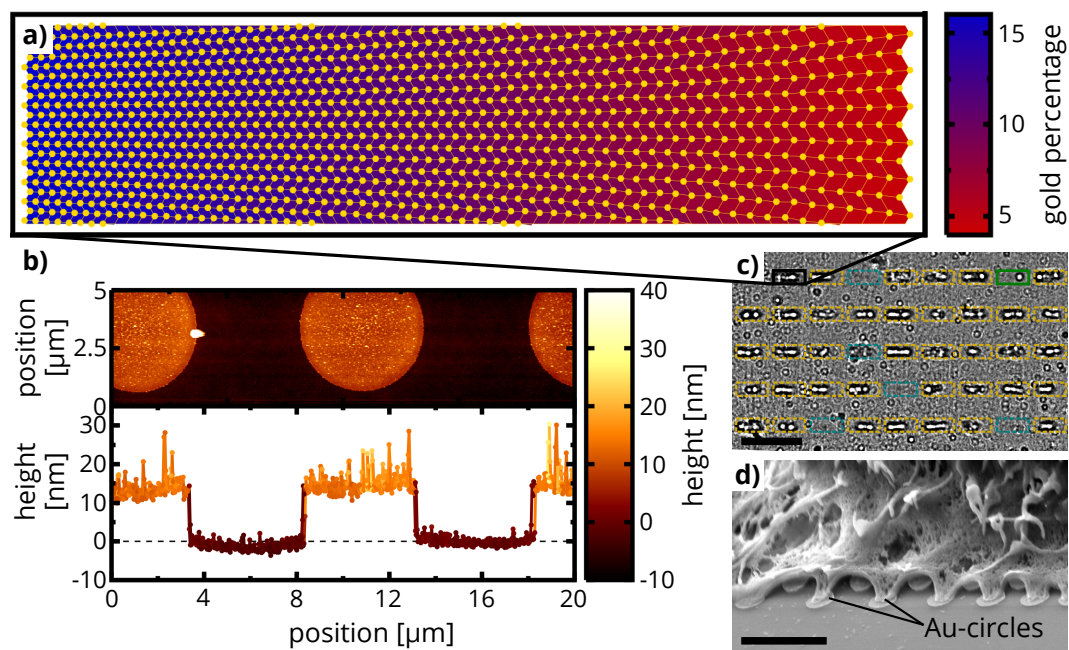 a)
15
10
5
gold percentage
b)
5
2.5
0
position
[µm]
30
20
10
0
-10
height
[nm]
0
4
8
12
16
20
position [µm]
40
30
20
10
0
-10
height [nm]
c)
d)
Au-circles